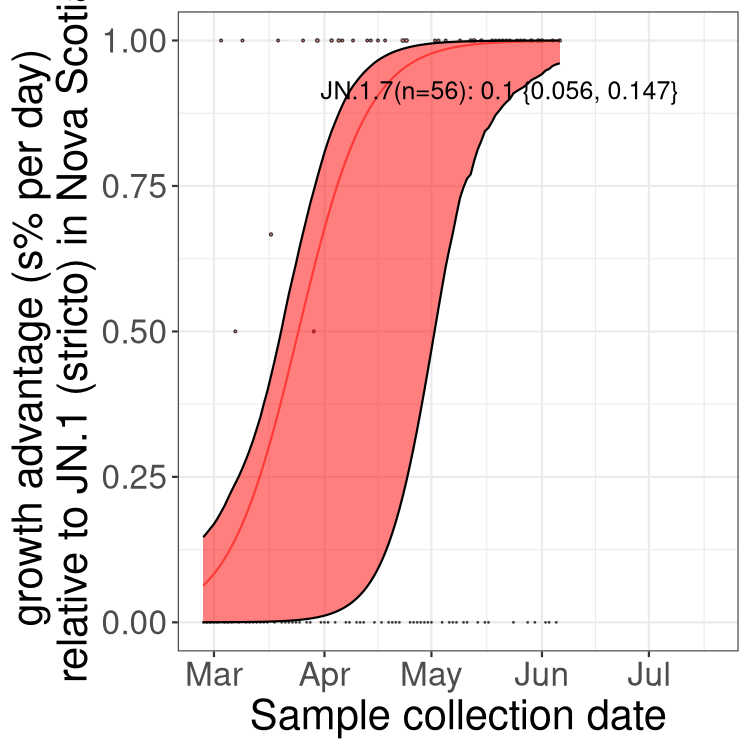 growth advantage (s% per day)
relative to JN.1 (stricto) in Nova Scotia
1.00
0.75
0.50
0.25
0.00
JN.1.7(n=56): 0.1 {0.056, 0.147}
Mar Apr May Jun Jul
Sample collection date